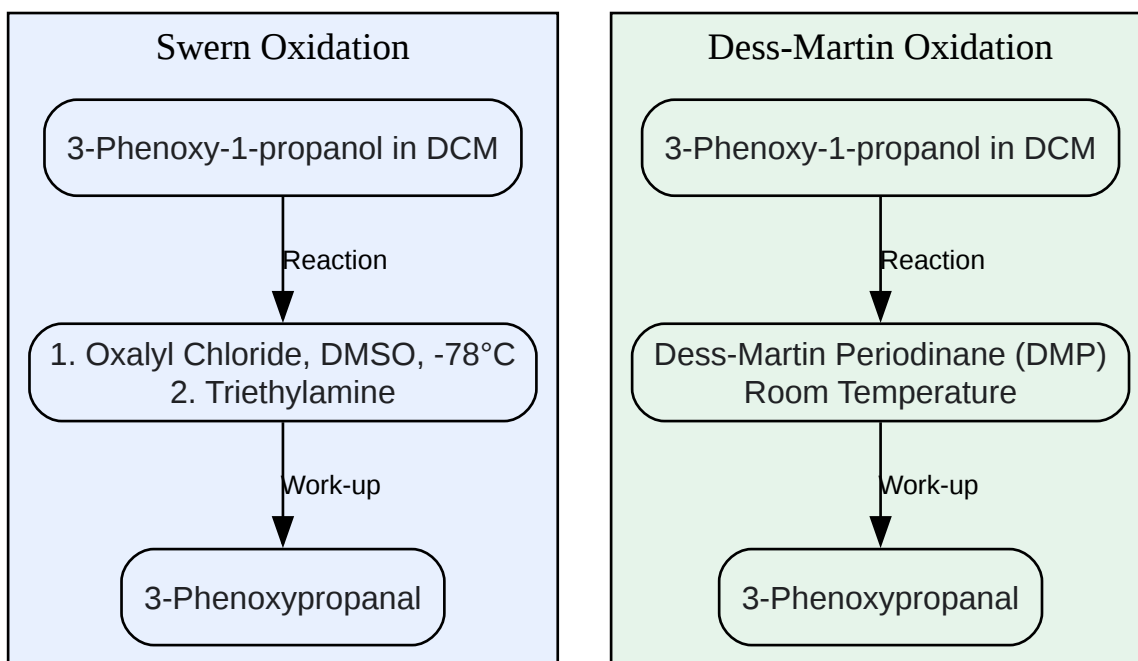 Swern Oxidation
3-Phenoxy-1-propanol in DCM
Reaction
1. Oxalyl Chloride, DMSO, -78°C
2. Triethylamine
Work-up
3-Phenoxypropanal
Dess-Martin Oxidation
3-Phenoxy-1-propanol in DCM
Reaction
Dess-Martin Periodinane (DMP)
Room Temperature
Work-up
3-Phenoxypropanal